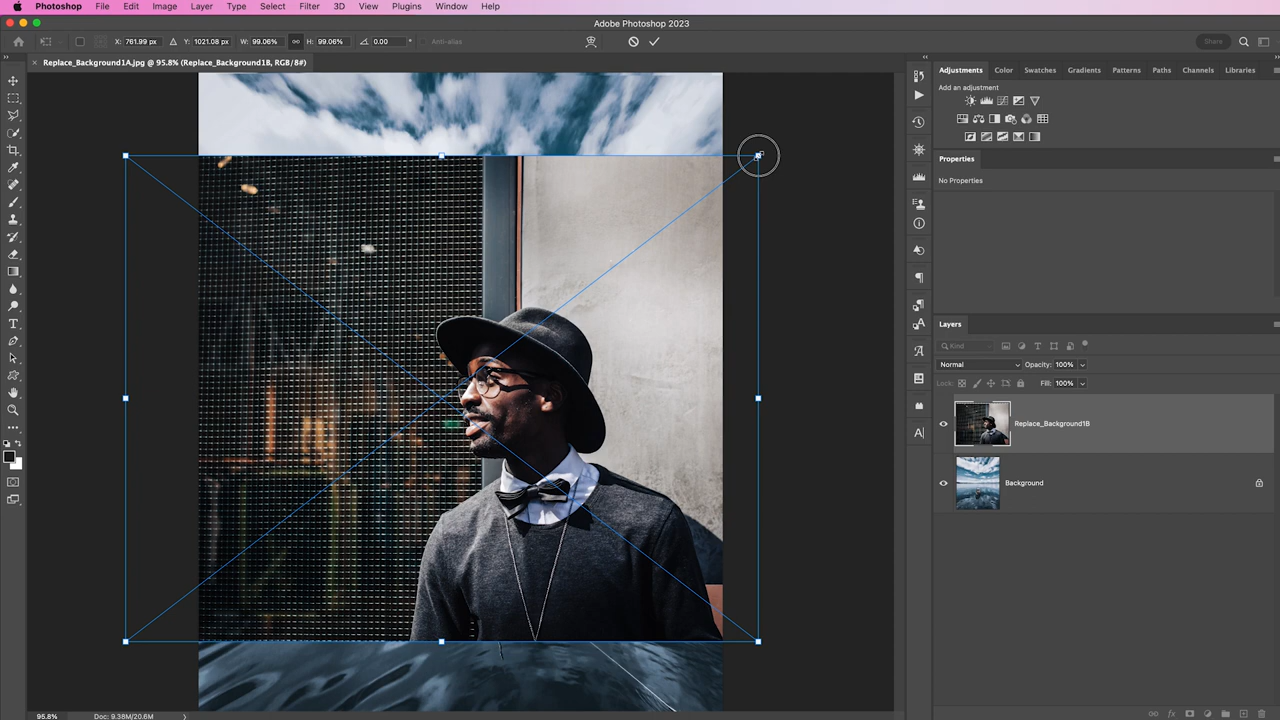 Photoshop File Edit Image Layer Type Select Filter 3D View Plugins Window Help
Adobe Photoshop 2023
X: 761.99 px Y: 1021.08 px W: 99.06% H: 99.06% 0.00 ° Anti-alias Share
× Replace_Background1A.jpg @ 95.8% (Replace_Background1B, RGB/8#)
Adjustments Color Swatches Gradients Patterns Paths Channels Libraries
Add an adjustment
Properties
No Properties
Layers
Kind
Normal Opacity: 100%
Lock: Fill: 100%
Replace_Background1B
Background
95.8% Doc: 9.38M/20.6M